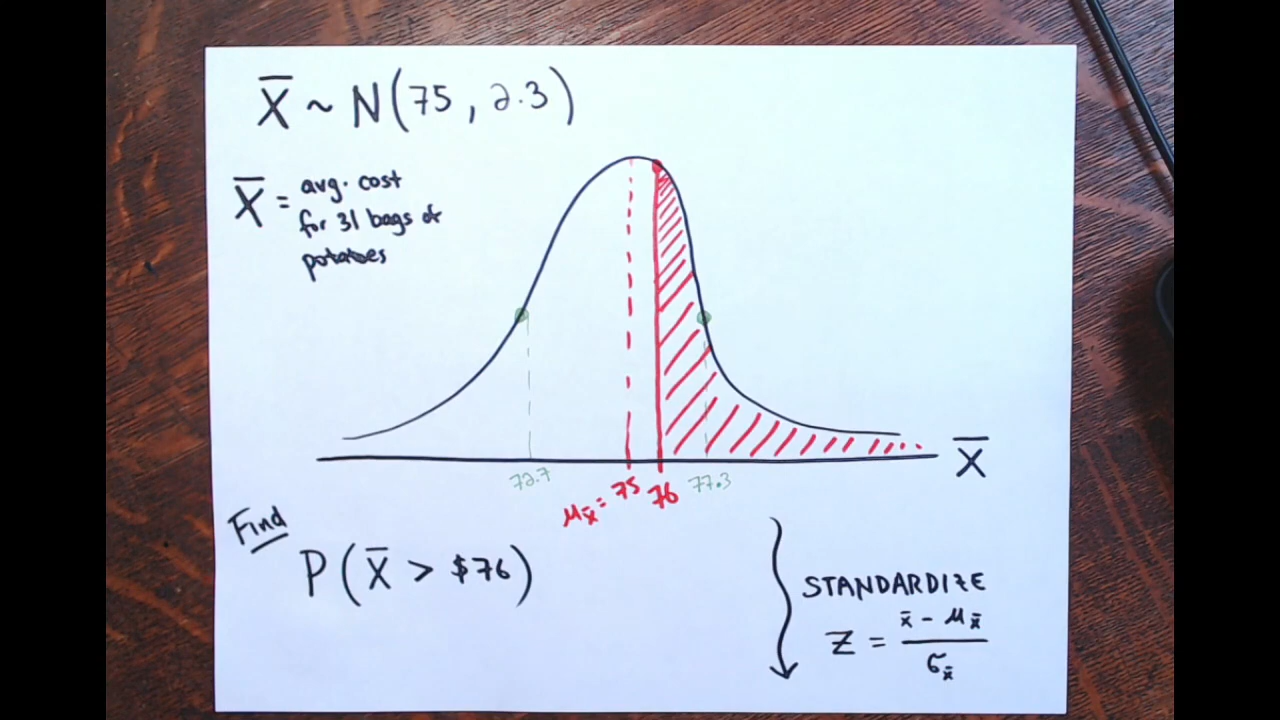 X̄ ~ N(75, 2.3)
X̄ = avg. cost
for 31 bags of
potatoes
X̄
72.7
μx̄ = 75
76
77.3
Find
P(X̄ > $76)
STANDARDIZE
Z = (x̄ - μx̄) / σx̄